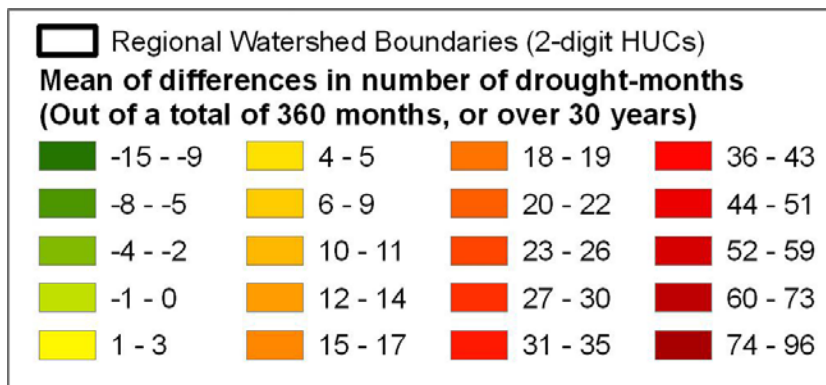 Regional Watershed Boundaries (2-digit HUCs)
Mean of differences in number of drought-months
(Out of a total of 360 months, or over 30 years)
-15 - -9 4 - 5 18 - 19 36 - 43
-8 - -5 6 - 9 20 - 22 44 - 51
-4 - -2 10 - 11 23 - 26 52 - 59
-1 - 0 12 - 14 27 - 30 60 - 73
1 - 3 15 - 17 31 - 35 74 - 96